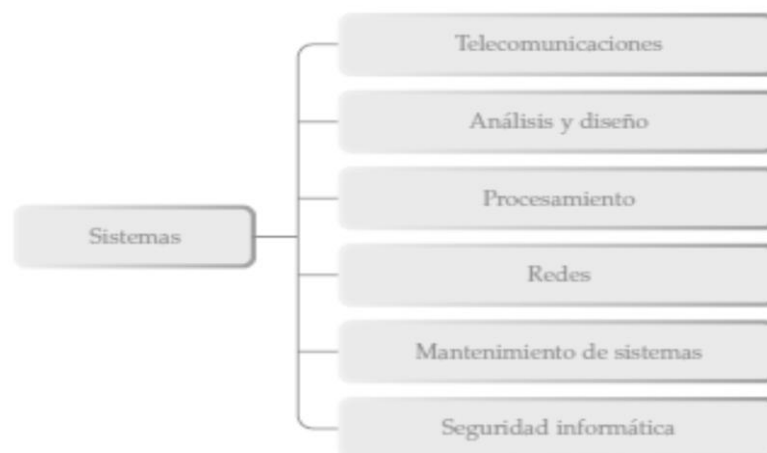 Telecomunicaciones
Análisis y diseño
Procesamiento
Sistemas
Redes
Mantenimiento de sistemas
Seguridad informática